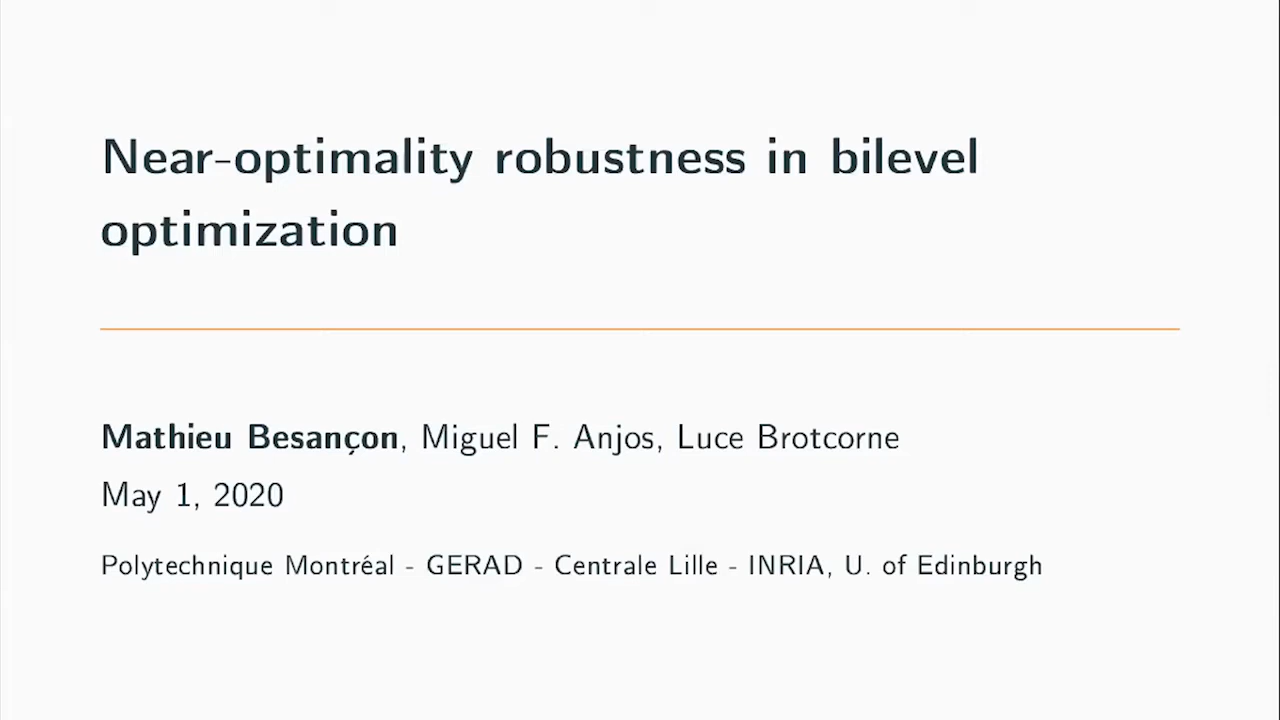 Near-optimality robustness in bilevel
optimization
Mathieu Besançon, Miguel F. Anjos, Luce Brotcorne
May 1, 2020
Polytechnique Montréal - GERAD - Centrale Lille - INRIA, U. of Edinburgh